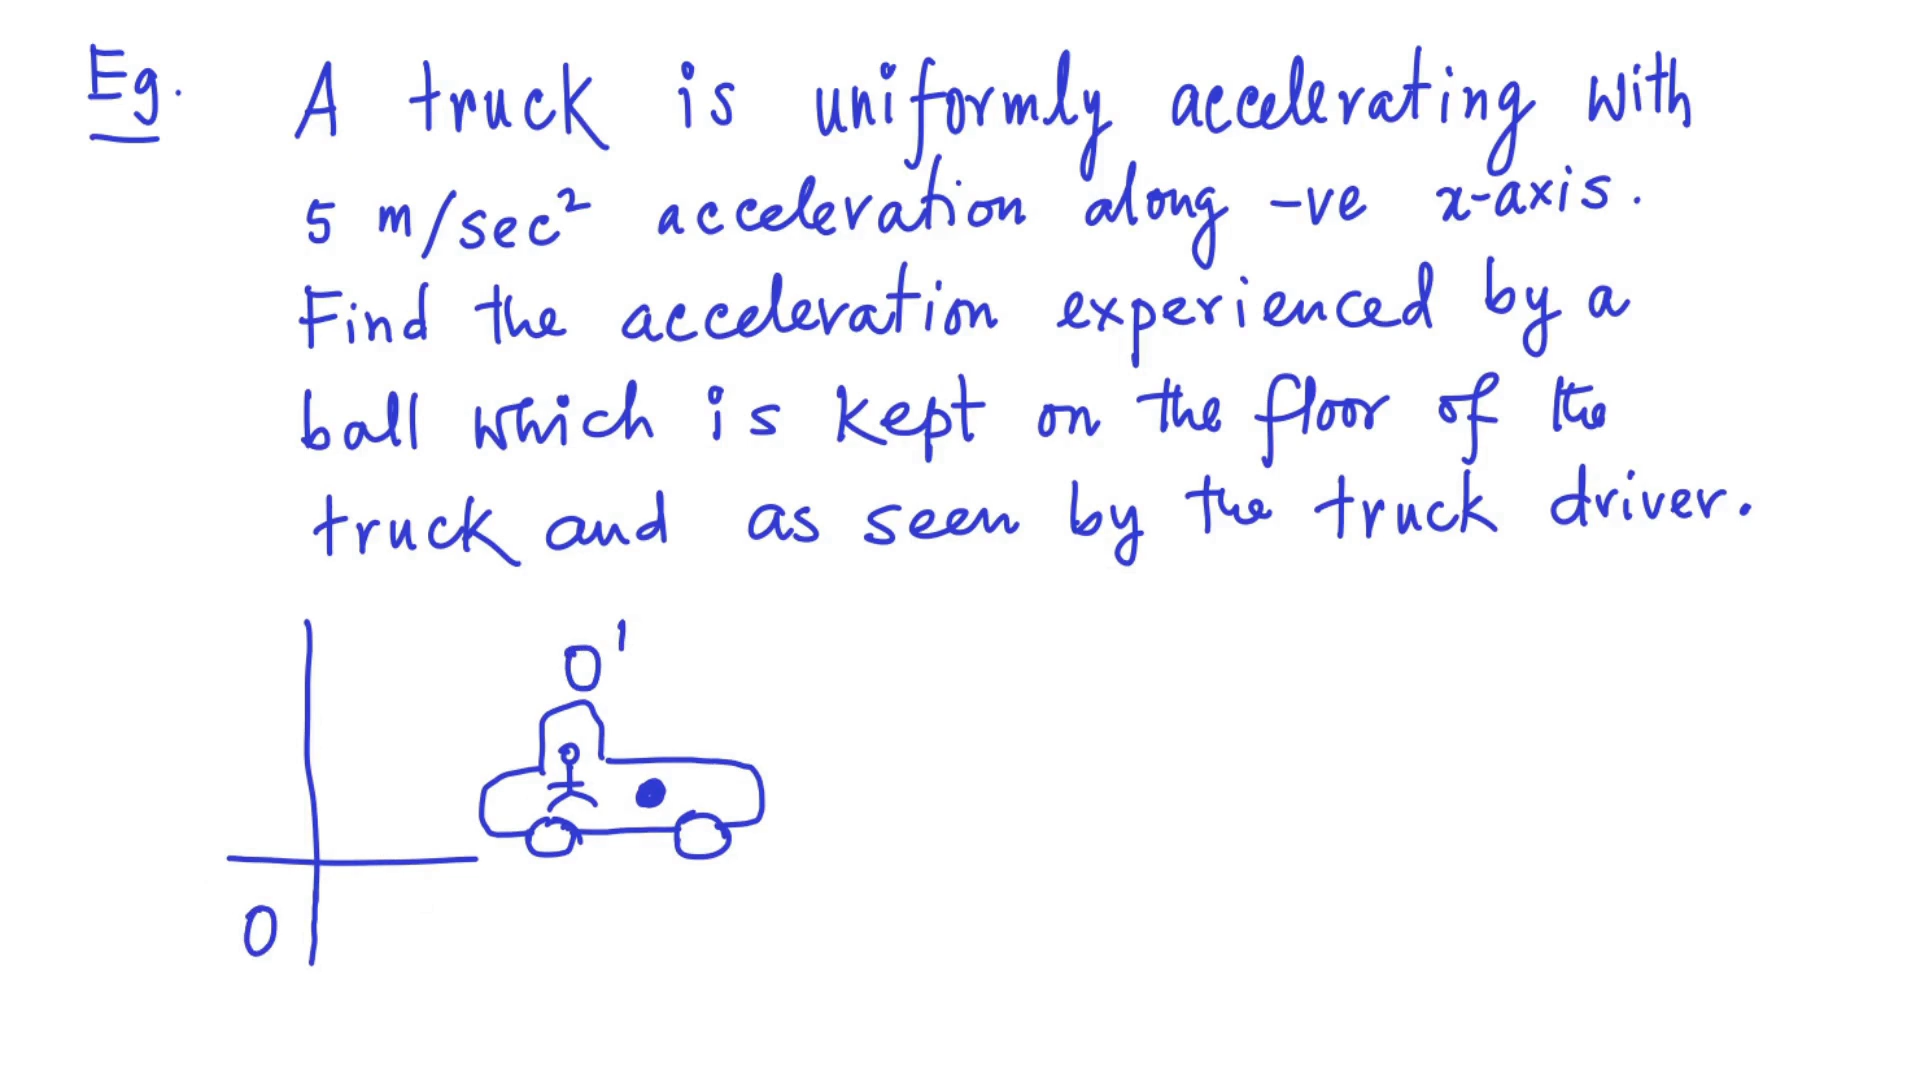 Eg. A truck is uniformly accelerating with
5 m/sec² acceleration along -ve x-axis.
Find the acceleration experienced by a
ball which is kept on the floor of the
truck and as seen by the truck driver.
O'
O